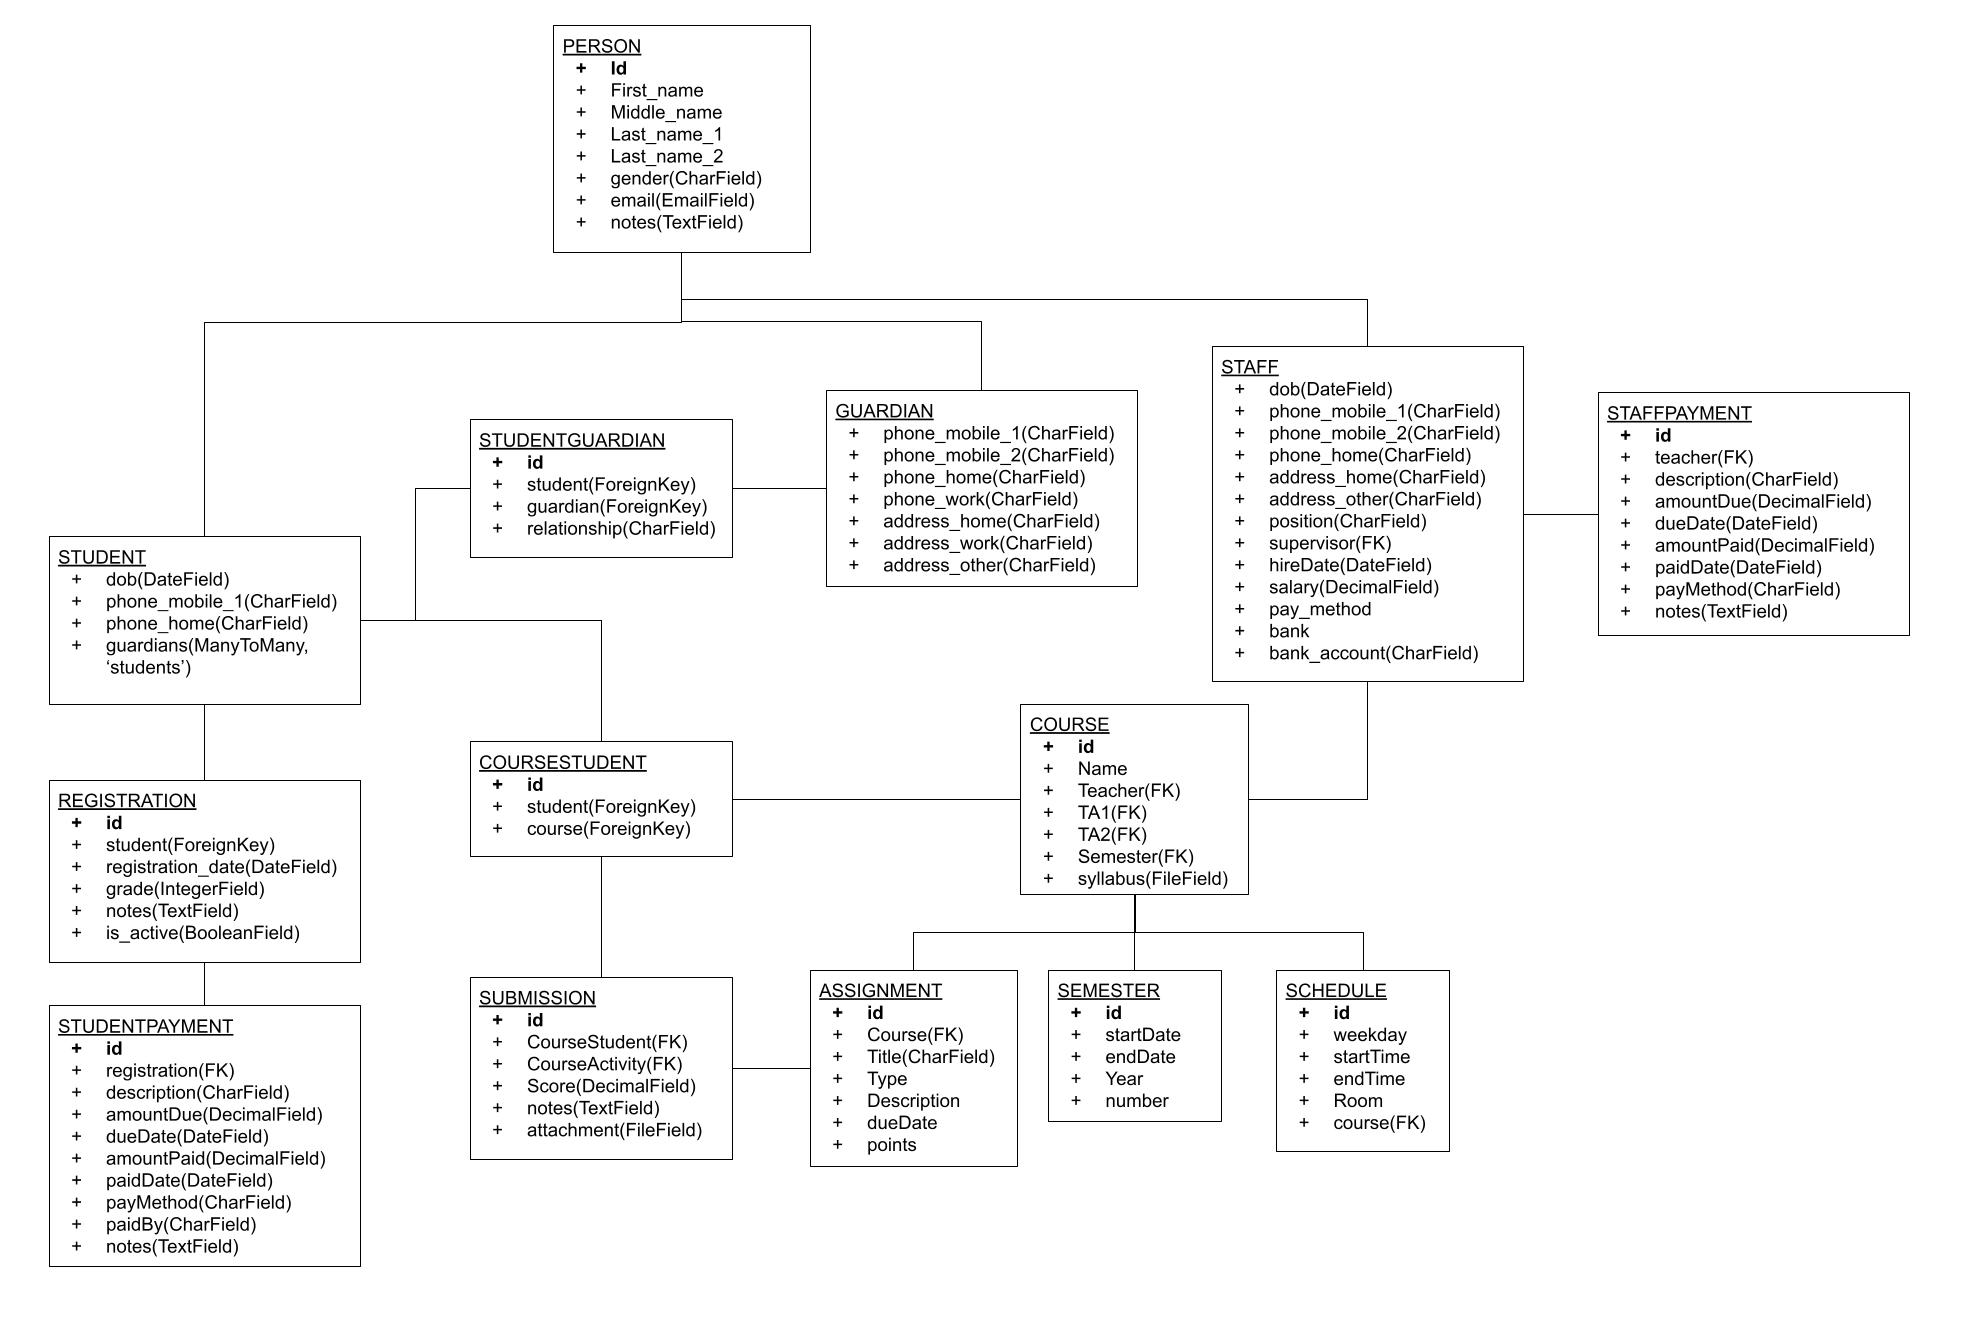 PERSON
+ Id
+ First_name
+ Middle_name
+ Last_name_1
+ Last_name_2
+ gender(CharField)
+ email(EmailField)
+ notes(TextField)
STAFF
+ dob(DateField)
+ phone_mobile_1(CharField)
+ phone_mobile_2(CharField)
+ phone_home(CharField)
+ address_home(CharField)
+ address_other(CharField)
+ position(CharField)
+ supervisor(FK)
+ hireDate(DateField)
+ salary(DecimalField)
+ pay_method
+ bank
+ bank_account(CharField)
STAFFPAYMENT
+ id
+ teacher(FK)
+ description(CharField)
+ amountDue(DecimalField)
+ dueDate(DateField)
+ amountPaid(DecimalField)
+ paidDate(DateField)
+ payMethod(CharField)
+ notes(TextField)
GUARDIAN
+ phone_mobile_1(CharField)
+ phone_mobile_2(CharField)
+ phone_home(CharField)
+ phone_work(CharField)
+ address_home(CharField)
+ address_work(CharField)
+ address_other(CharField)
STUDENTGUARDIAN
+ id
+ student(ForeignKey)
+ guardian(ForeignKey)
+ relationship(CharField)
STUDENT
+ dob(DateField)
+ phone_mobile_1(CharField)
+ phone_home(CharField)
+ guardians(ManyToMany,
‘students’)
COURSE
+ id
+ Name
+ Teacher(FK)
+ TA1(FK)
+ TA2(FK)
+ Semester(FK)
+ syllabus(FileField)
COURSESTUDENT
+ id
+ student(ForeignKey)
+ course(ForeignKey)
REGISTRATION
+ id
+ student(ForeignKey)
+ registration_date(DateField)
+ grade(IntegerField)
+ notes(TextField)
+ is_active(BooleanField)
STUDENTPAYMENT
+ id
+ registration(FK)
+ description(CharField)
+ amountDue(DecimalField)
+ dueDate(DateField)
+ amountPaid(DecimalField)
+ paidDate(DateField)
+ payMethod(CharField)
+ paidBy(CharField)
+ notes(TextField)
SUBMISSION
+ id
+ CourseStudent(FK)
+ CourseActivity(FK)
+ Score(DecimalField)
+ notes(TextField)
+ attachment(FileField)
ASSIGNMENT
+ id
+ Course(FK)
+ Title(CharField)
+ Type
+ Description
+ dueDate
+ points
SEMESTER
+ id
+ startDate
+ endDate
+ Year
+ number
SCHEDULE
+ id
+ weekday
+ startTime
+ endTime
+ Room
+ course(FK)